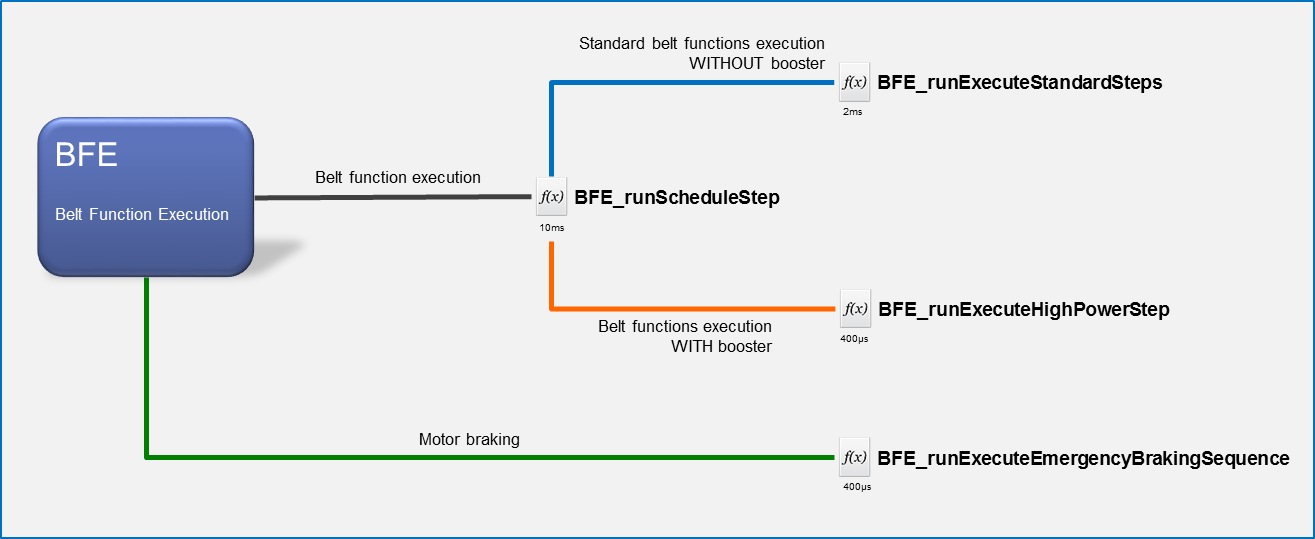 Standard belt functions execution
WITHOUT booster
f(x)
BFE_runExecuteStandardSteps
2ms
BFE
Belt Function Execution
Belt function execution
f(x)
BFE_runScheduleStep
10ms
f(x)
BFE_runExecuteHighPowerStep
400µs
Belt functions execution
WITH booster
Motor braking
f(x)
BFE_runExecuteEmergencyBrakingSequence
400µs